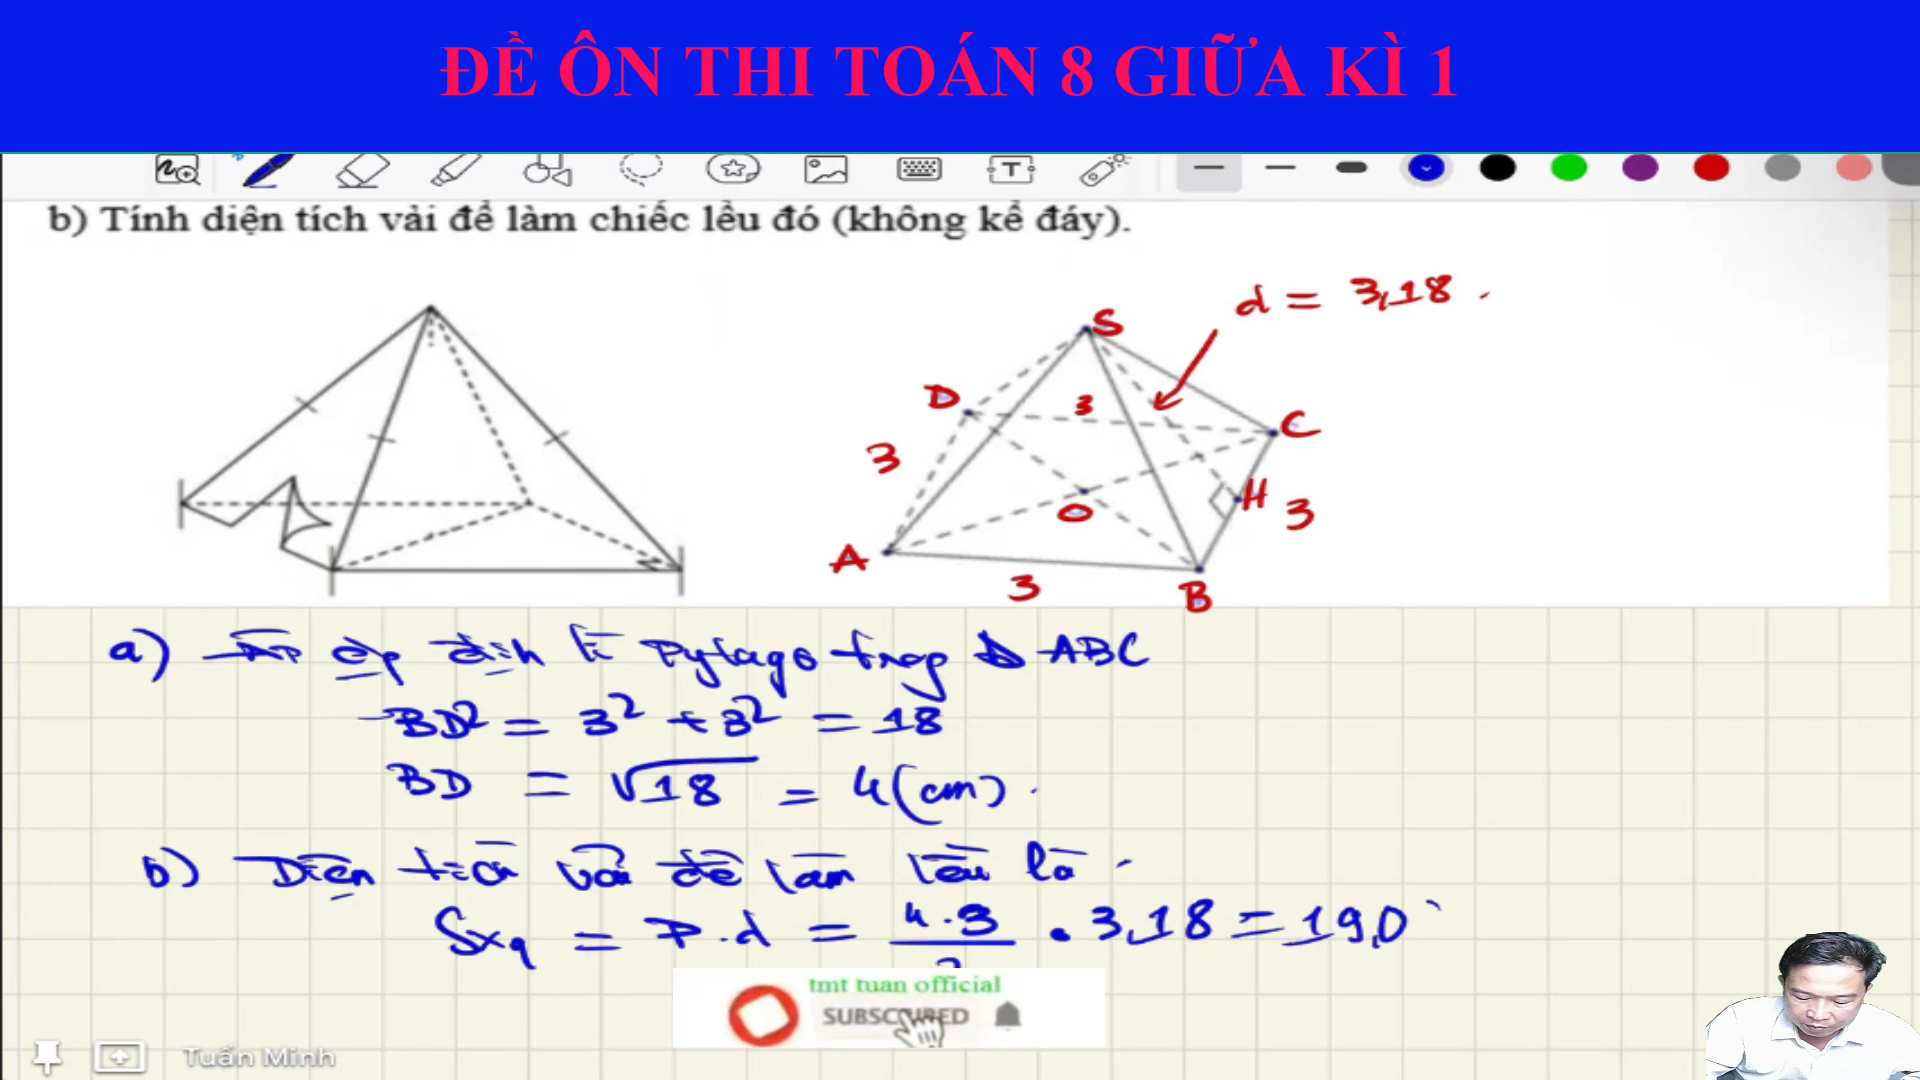 ĐỀ ÔN THI TOÁN 8 GIỮA KÌ 1
b) Tính diện tích vải để làm chiếc lều đó (không kể đáy).
d = 3,18
S
D
3
C
3
H
3
O
A
3
B
a) định lí Pytago trong Δ ABC
BD² = 3² + 3² = 18
BD = √18 = 4 (cm).
b) Diện tích vải để làm lều là
Sxq = P.d = 4.3 . 3,18 = 19,0
tmt tuan official
SUBSCRIBED
Tuấn Minh